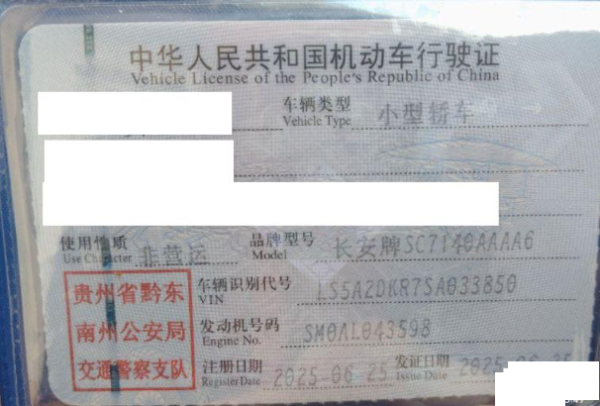 中华人民共和国机动车行驶证
Vehicle License of the People's Republic of China
车辆类型 小型轿车
Vehicle Type
使用性质 非营运 品牌型号 长安牌SC7140AAAA6
Use Character Model
贵州省黔东
南州公安局
交通警察支队
车辆识别代号 LS5A2DKR7SA033850
VIN
发动机号码 SM0AL043598
Engine No.
注册日期 2025-06-25 发证日期 2025-06-25
Register Date Issue Date